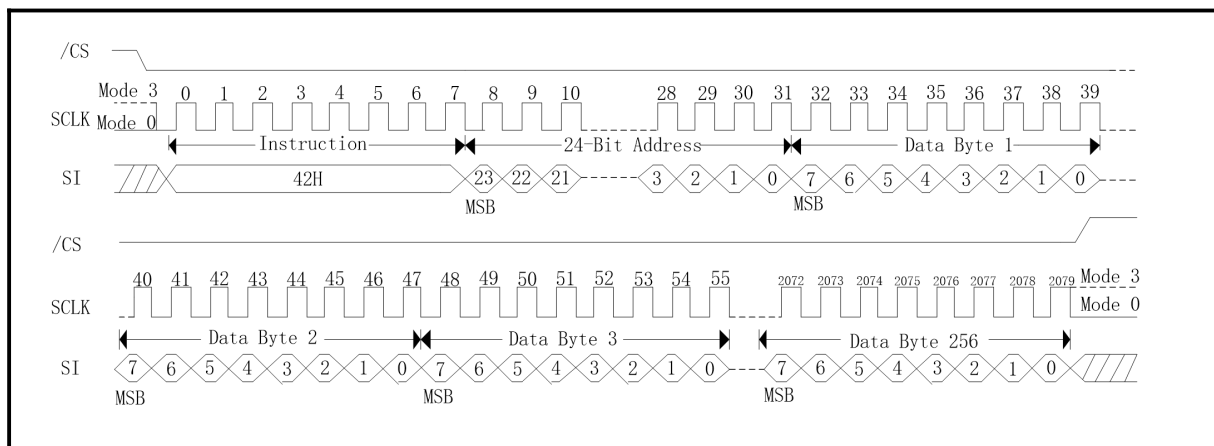 /CS
Mode 3 0 1 2 3 4 5 6 7 8 9 10 28 29 30 31 32 33 34 35 36 37 38 39
SCLK
Mode 0
Instruction 24-Bit Address Data Byte 1
SI 42H 23 22 21 3 2 1 0 7 6 5 4 3 2 1 0
MSB MSB
/CS
40 41 42 43 44 45 46 47 48 49 50 51 52 53 54 55 2072 2073 2074 2075 2076 2077 2078 2079 Mode 3
SCLK Mode 0
Data Byte 2 Data Byte 3 Data Byte 256
SI 7 6 5 4 3 2 1 0 7 6 5 4 3 2 1 0 7 6 5 4 3 2 1 0
MSB MSB MSB